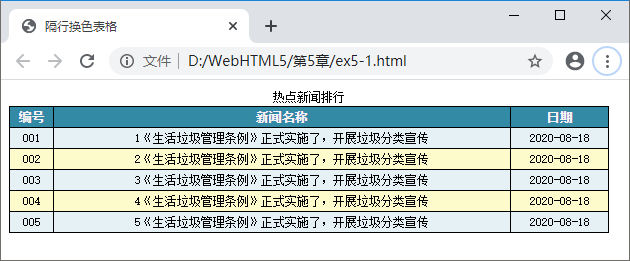 隔行换色表格
文件 D:/WebHTML5/第5章/ex5-1.html
热点新闻排行
编号 新闻名称 日期
001 1《生活垃圾管理条例》正式实施了，开展垃圾分类宣传 2020-08-18
002 2《生活垃圾管理条例》正式实施了，开展垃圾分类宣传 2020-08-18
003 3《生活垃圾管理条例》正式实施了，开展垃圾分类宣传 2020-08-18
004 4《生活垃圾管理条例》正式实施了，开展垃圾分类宣传 2020-08-18
005 5《生活垃圾管理条例》正式实施了，开展垃圾分类宣传 2020-08-18